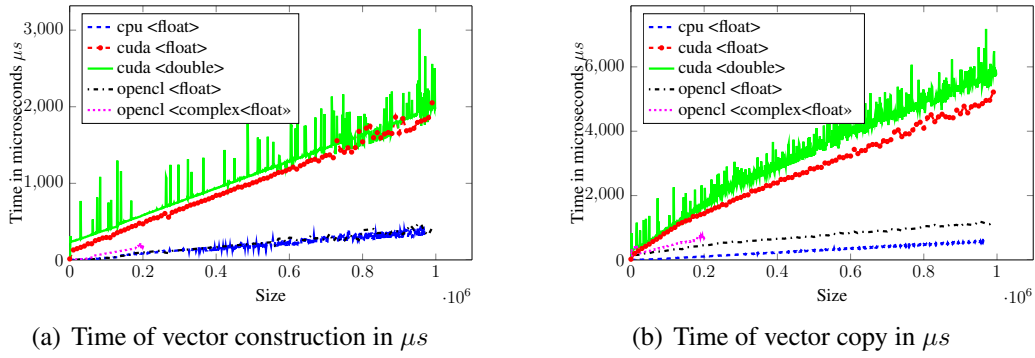 3,000
2,000
1,000
0
0
0.2
0.4
0.6
0.8
1
·10⁶
Size
Time in microseconds μs
cpu <float>
cuda <float>
cuda <double>
opencl <float>
opencl <complex<float»
(a) Time of vector construction in μs
6,000
4,000
2,000
0
0
0.2
0.4
0.6
0.8
1
·10⁶
Size
Time in microseconds μs
cpu <float>
cuda <float>
cuda <double>
opencl <float>
opencl <complex<float»
(b) Time of vector copy in μs